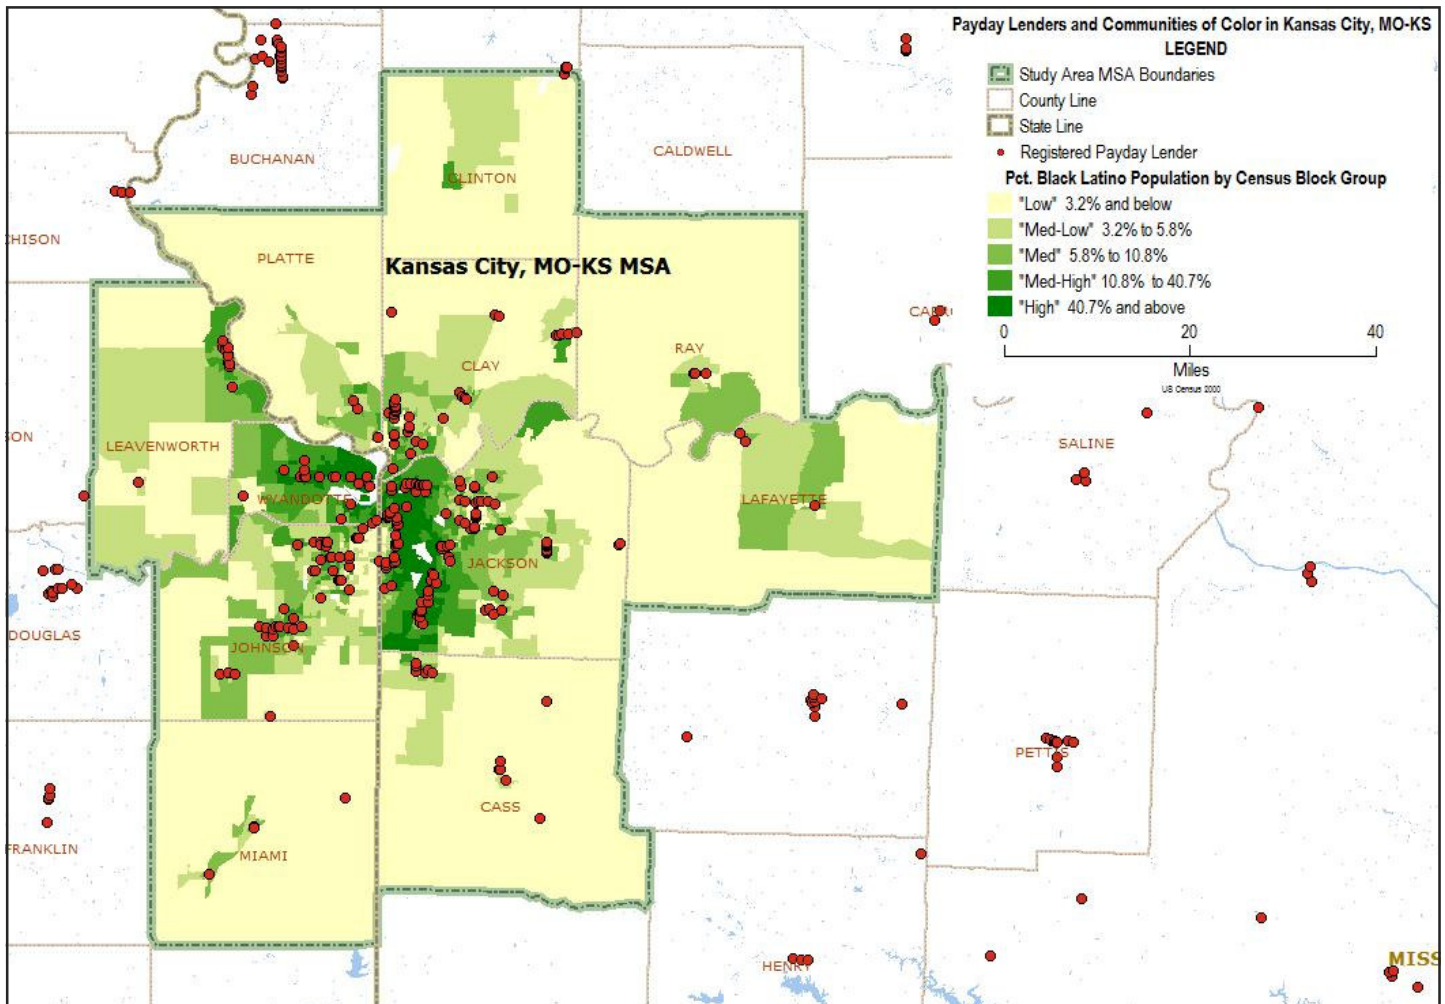 Payday Lenders and Communities of Color in Kansas City, MO-KS
LEGEND
Study Area MSA Boundaries
County Line
State Line
Registered Payday Lender
Pct. Black Latino Population by Census Block Group
"Low" 3.2% and below
"Med-Low" 3.2% to 5.8%
"Med" 5.8% to 10.8%
"Med-High" 10.8% to 40.7%
"High" 40.7% and above
0 20 40
Miles
US Census 2000
BUCHANAN
CALDWELL
CLINTON
CHISON
PLATTE
Kansas City, MO-KS MSA
RAY
CLAY
SON
LEAVENWORTH
SALINE
WYANDOTTE
LAFAYETTE
JACKSON
DOUGLAS
JOHNSON
PETTIS
CASS
FRANKLIN
MIAMI
HENRY
MISS